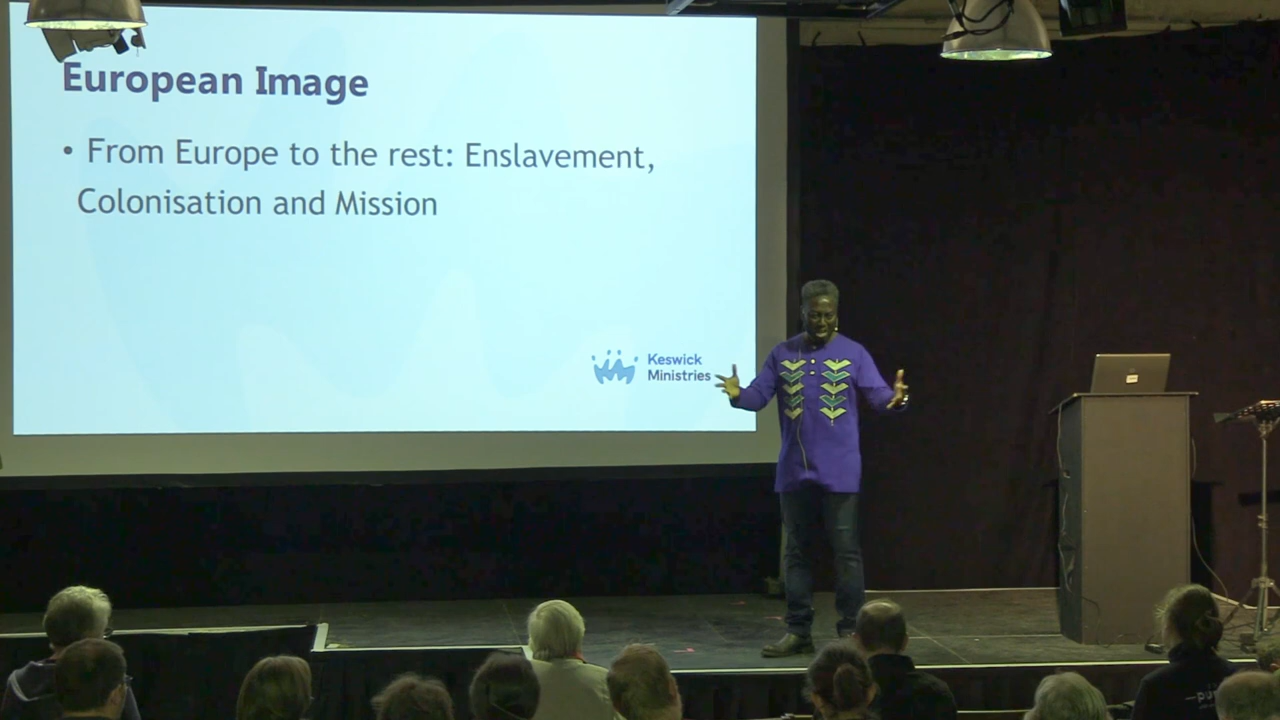 European Image
• From Europe to the rest: Enslavement,
Colonisation and Mission
Keswick
Ministries